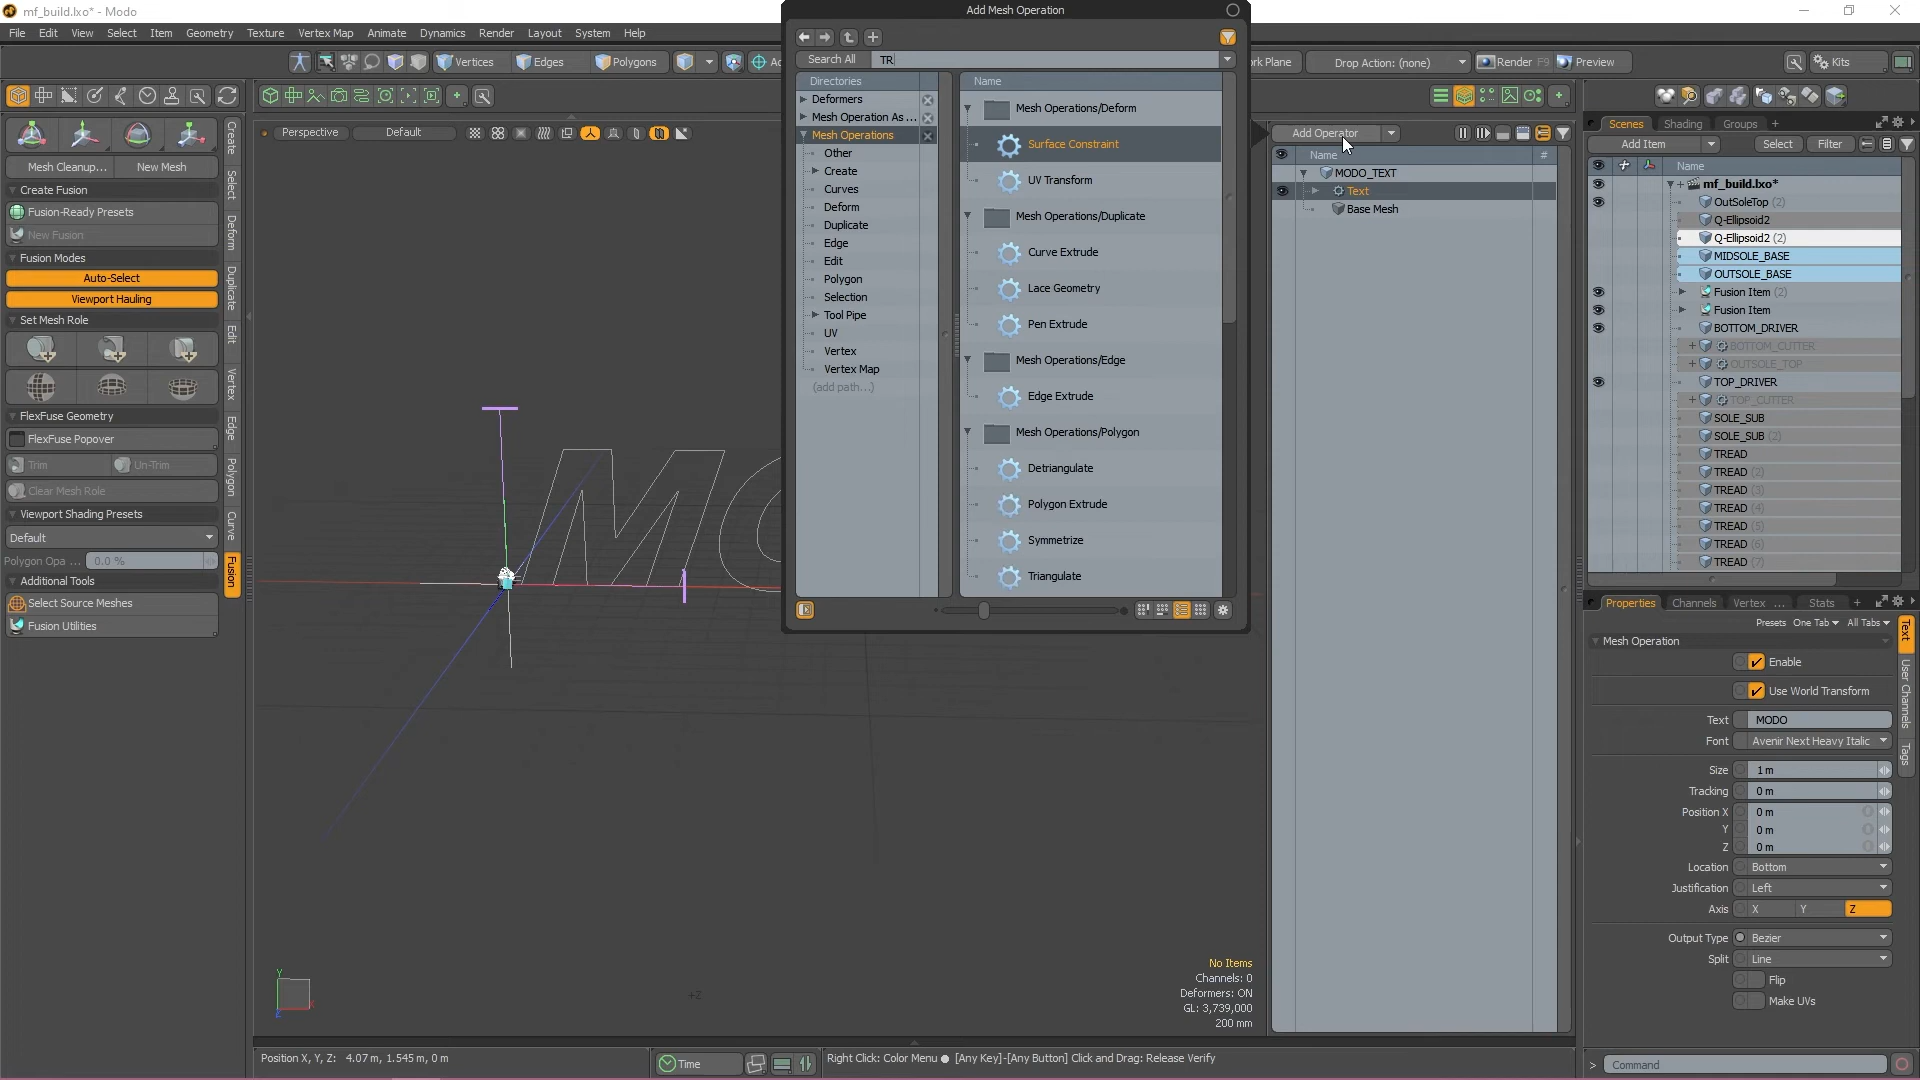 mf_build.lxo* - Modo
Add Mesh Operation
File Edit View Select Item Geometry Texture Vertex Map Animate Dynamics Render Layout System Help
Vertices Edges Polygons
rk Plane Drop Action: (none) Render F9 Preview Kits
Search All TR
Directories
Deformers
Mesh Operation As ...
Mesh Operations
Other
Create
Curves
Deform
Duplicate
Edge
Edit
Polygon
Selection
Tool Pipe
UV
Vertex
Vertex Map
(add path...)
Name
Mesh Operations/Deform
Surface Constraint
UV Transform
Mesh Operations/Duplicate
Curve Extrude
Lace Geometry
Pen Extrude
Mesh Operations/Edge
Edge Extrude
Mesh Operations/Polygon
Detriangulate
Polygon Extrude
Symmetrize
Triangulate
Mesh Cleanup... New Mesh
Create Fusion
Fusion-Ready Presets
New Fusion
Fusion Modes
Auto-Select
Viewport Hauling
Set Mesh Role
FlexFuse Geometry
FlexFuse Popover
Trim Un-Trim
Clear Mesh Role
Viewport Shading Presets
Default
Polygon Opa ... 0.0 %
Additional Tools
Select Source Meshes
Fusion Utilities
Create
Select
Deform
Duplicate
Edit
Vertex
Edge
Polygon
Curve
Fusion
Perspective Default
No Items
Channels: 0
Deformers: ON
GL: 3,739,000
200 mm
+Z
Y
X
Z
Add Operator
Name #
MODO_TEXT
Text
Base Mesh
Scenes Shading Groups +
Add Item Select Filter
Name
mf_build.lxo*
OutSoleTop (2)
Q-Ellipsoid2
Q-Ellipsoid2 (2)
MIDSOLE_BASE
OUTSOLE_BASE
Fusion Item (2)
Fusion Item
BOTTOM_DRIVER
BOTTOM_CUTTER
OUTSOLE_TOP
TOP_DRIVER
TOP_CUTTER
SOLE_SUB
SOLE_SUB (2)
TREAD
TREAD (2)
TREAD (3)
TREAD (4)
TREAD (5)
TREAD (6)
TREAD (7)
Properties Channels Vertex ... Stats +
Presets One Tab All Tabs
Mesh Operation
Enable
Use World Transform
Text MODO
Font Avenir Next Heavy Italic
Size 1 m
Tracking 0 m
Position X 0 m
Y 0 m
Z 0 m
Location Bottom
Justification Left
Axis X Y Z
Output Type Bezier
Split Line
Flip
Make UVs
Text
User Channels
Tags
Position X, Y, Z: 4.07 m, 1.545 m, 0 m
Time
Right Click: Color Menu ● [Any Key]-[Any Button] Click and Drag: Release Verify
> Command